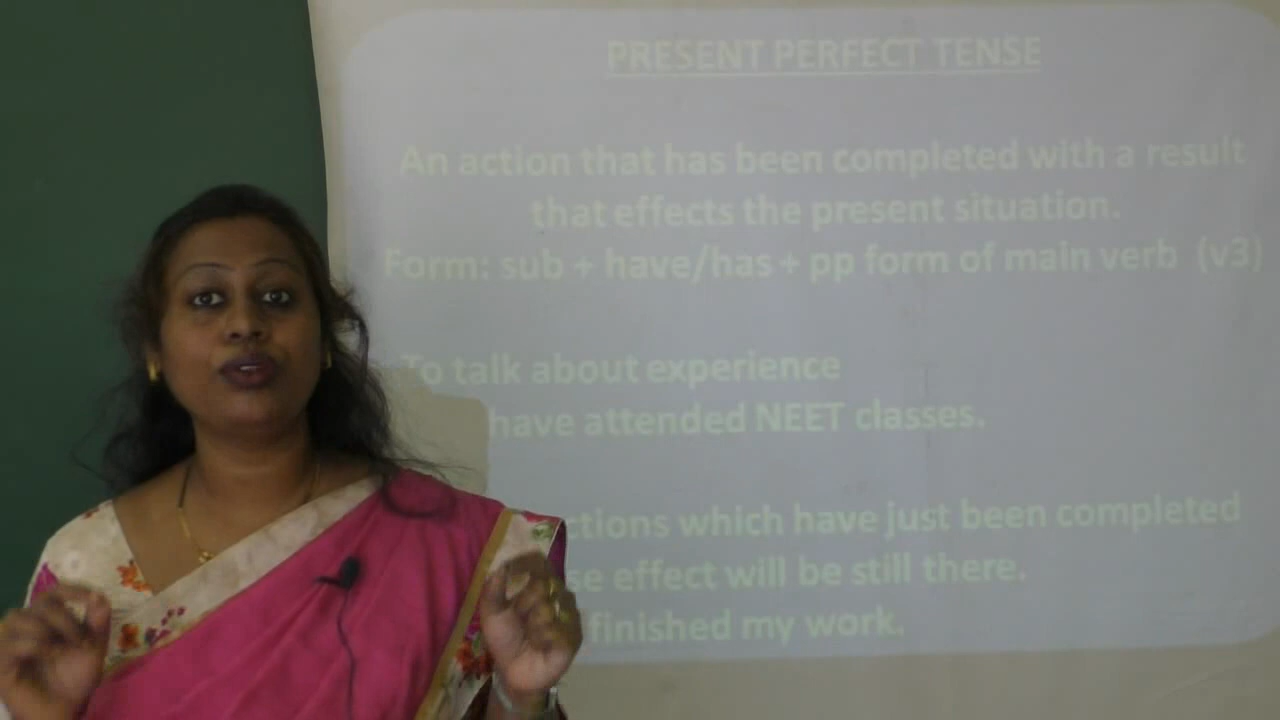 PRESENT PERFECT TENSE
An action that has been completed with a result
that effects the present situation.
Form: sub + have/has + pp form of main verb (v3)
To talk about experience
have attended NEET classes.
which have just been completed
effect will be still there.
finished my work.